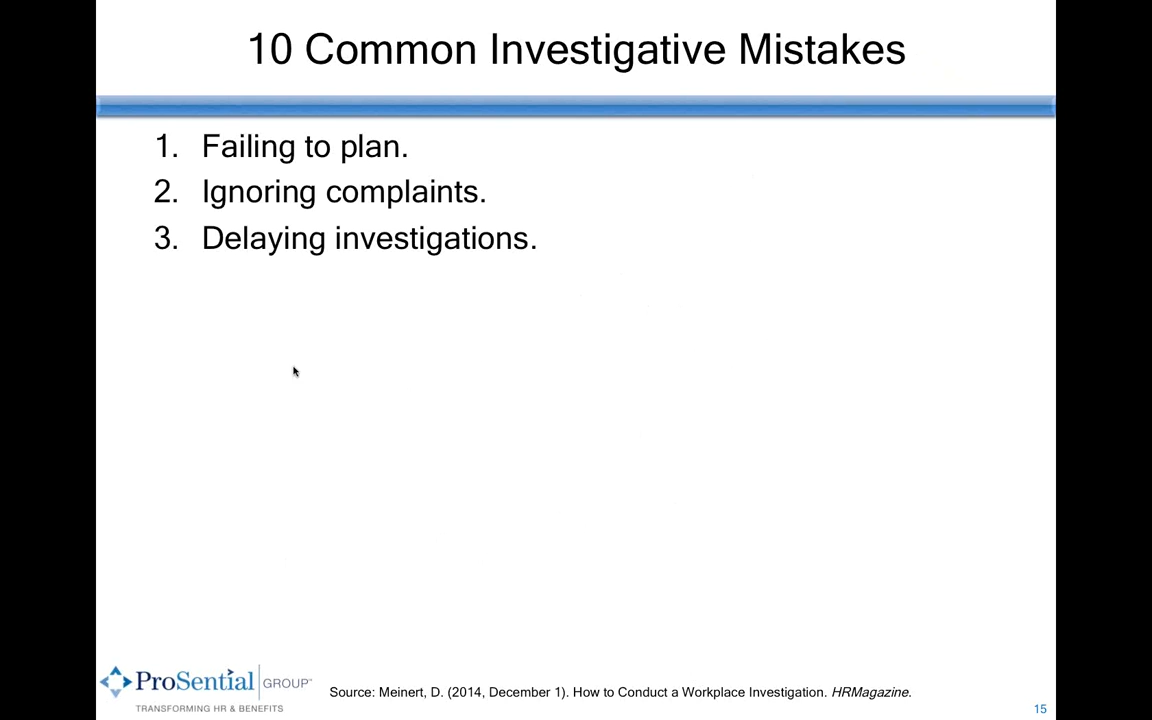 10 Common Investigative Mistakes
1. Failing to plan.
2. Ignoring complaints.
3. Delaying investigations.
ProSential GROUP™
TRANSFORMING HR & BENEFITS
Source: Meinert, D. (2014, December 1). How to Conduct a Workplace Investigation. HRMagazine.
15